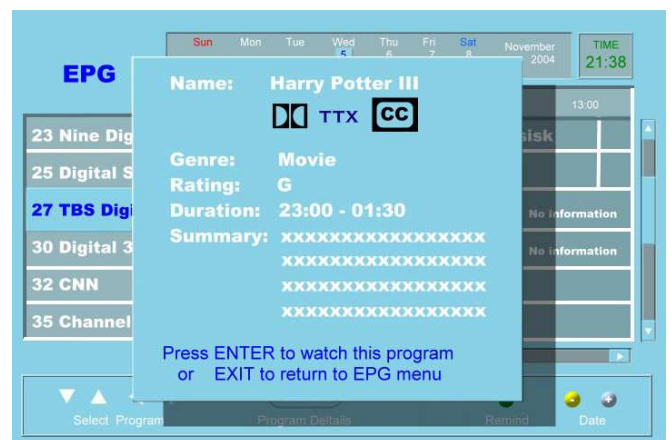 Sun Mon Tue Wed Thu Fri Sat
5 6 7 8
November
2004
TIME
21:38
EPG
13:00
Name: Harry Potter III
TTX CC
Genre: Movie
Rating: G
Duration: 23:00 - 01:30
Summary: xxxxxxxxxxxxxxxxx
xxxxxxxxxxxxxxxxx
xxxxxxxxxxxxxxxxx
xxxxxxxxxxxxxxxxx
Press ENTER to watch this program
or EXIT to return to EPG menu
23 Nine Dig
isk
25 Digital S
27 TBS Digi
No information
30 Digital 3
No information
32 CNN
35 Channel
Select Program
Program Deltails
Remind
Date